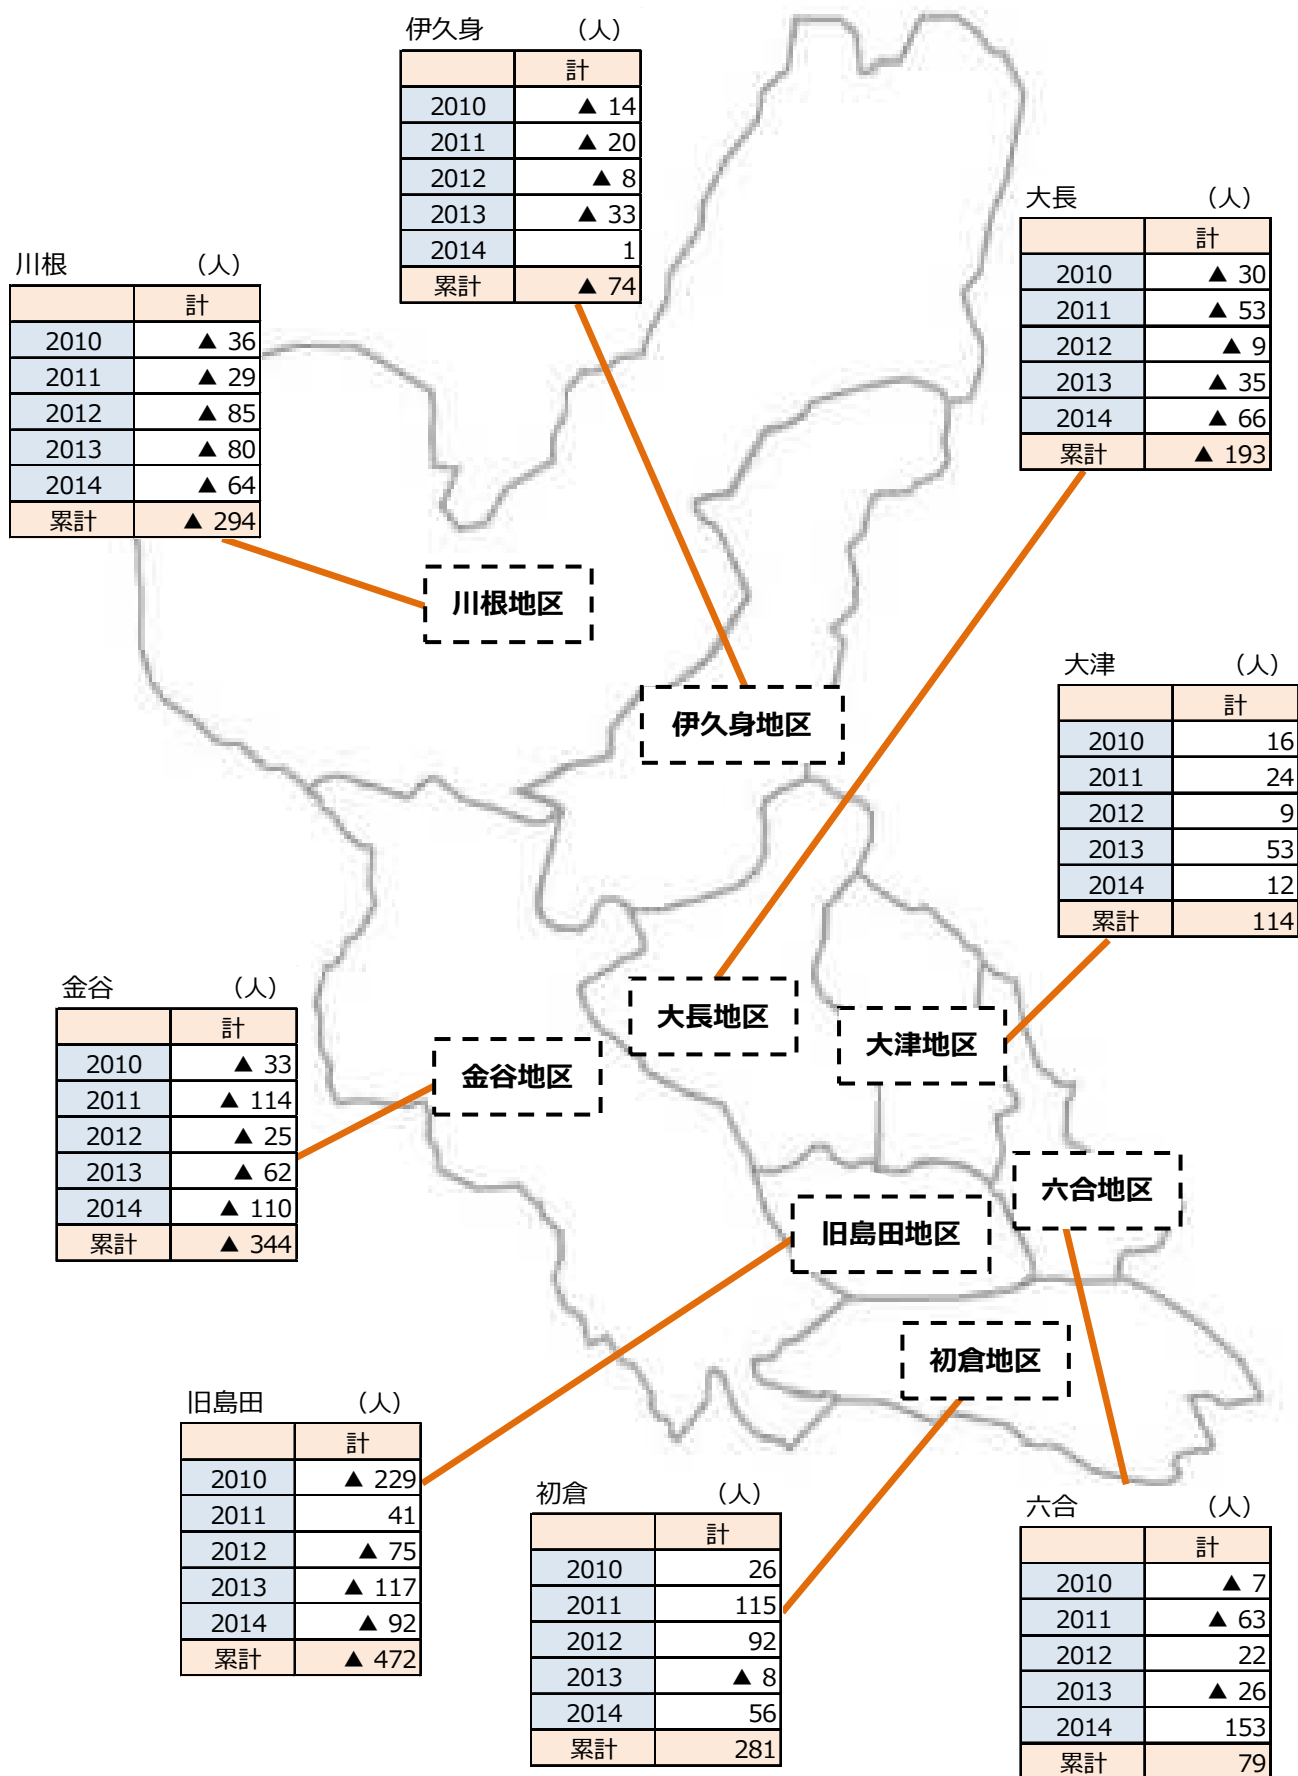 伊久身 （人）
計
2010 ▲ 14
2011 ▲ 20
2012 ▲ 8
2013 ▲ 33
2014 1
累計 ▲ 74
大長 （人）
計
2010 ▲ 30
2011 ▲ 53
2012 ▲ 9
2013 ▲ 35
2014 ▲ 66
累計 ▲ 193
川根 （人）
計
2010 ▲ 36
2011 ▲ 29
2012 ▲ 85
2013 ▲ 80
2014 ▲ 64
累計 ▲ 294
川根地区
伊久身地区
大津 （人）
計
2010 16
2011 24
2012 9
2013 53
2014 12
累計 114
大長地区
大津地区
金谷地区
金谷 （人）
計
2010 ▲ 33
2011 ▲ 114
2012 ▲ 25
2013 ▲ 62
2014 ▲ 110
累計 ▲ 344
六合地区
旧島田地区
初倉地区
旧島田 （人）
計
2010 ▲ 229
2011 41
2012 ▲ 75
2013 ▲ 117
2014 ▲ 92
累計 ▲ 472
初倉 （人）
計
2010 26
2011 115
2012 92
2013 ▲ 8
2014 56
累計 281
六合 （人）
計
2010 ▲ 7
2011 ▲ 63
2012 22
2013 ▲ 26
2014 153
累計 79